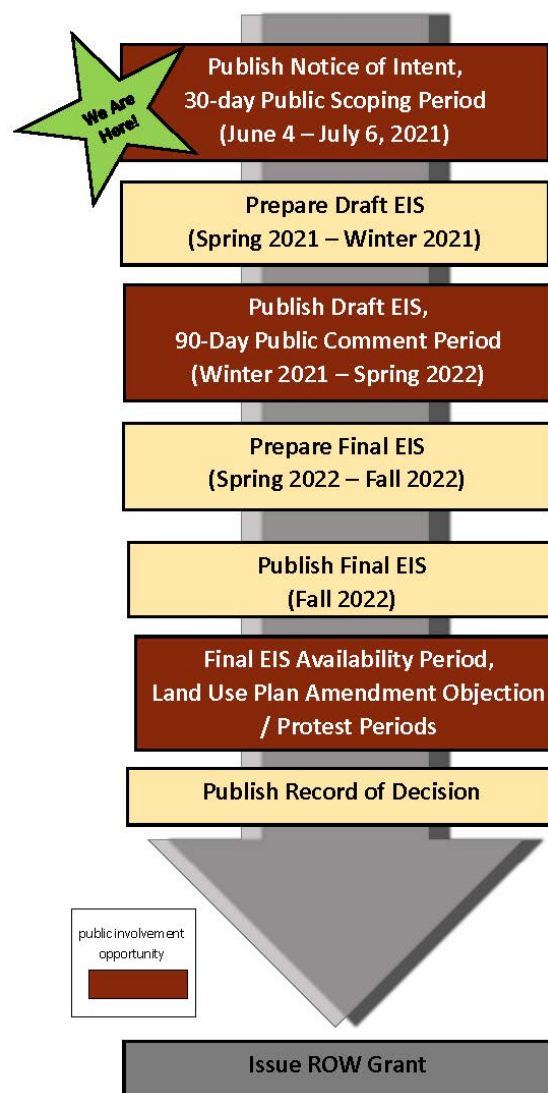 We Are
Here!
Publish Notice of Intent,
30-day Public Scoping Period
(June 4 – July 6, 2021)
Prepare Draft EIS
(Spring 2021 – Winter 2021)
Publish Draft EIS,
90-Day Public Comment Period
(Winter 2021 – Spring 2022)
Prepare Final EIS
(Spring 2022 – Fall 2022)
Publish Final EIS
(Fall 2022)
Final EIS Availability Period,
Land Use Plan Amendment Objection
/ Protest Periods
Publish Record of Decision
public involvement
opportunity
Issue ROW Grant